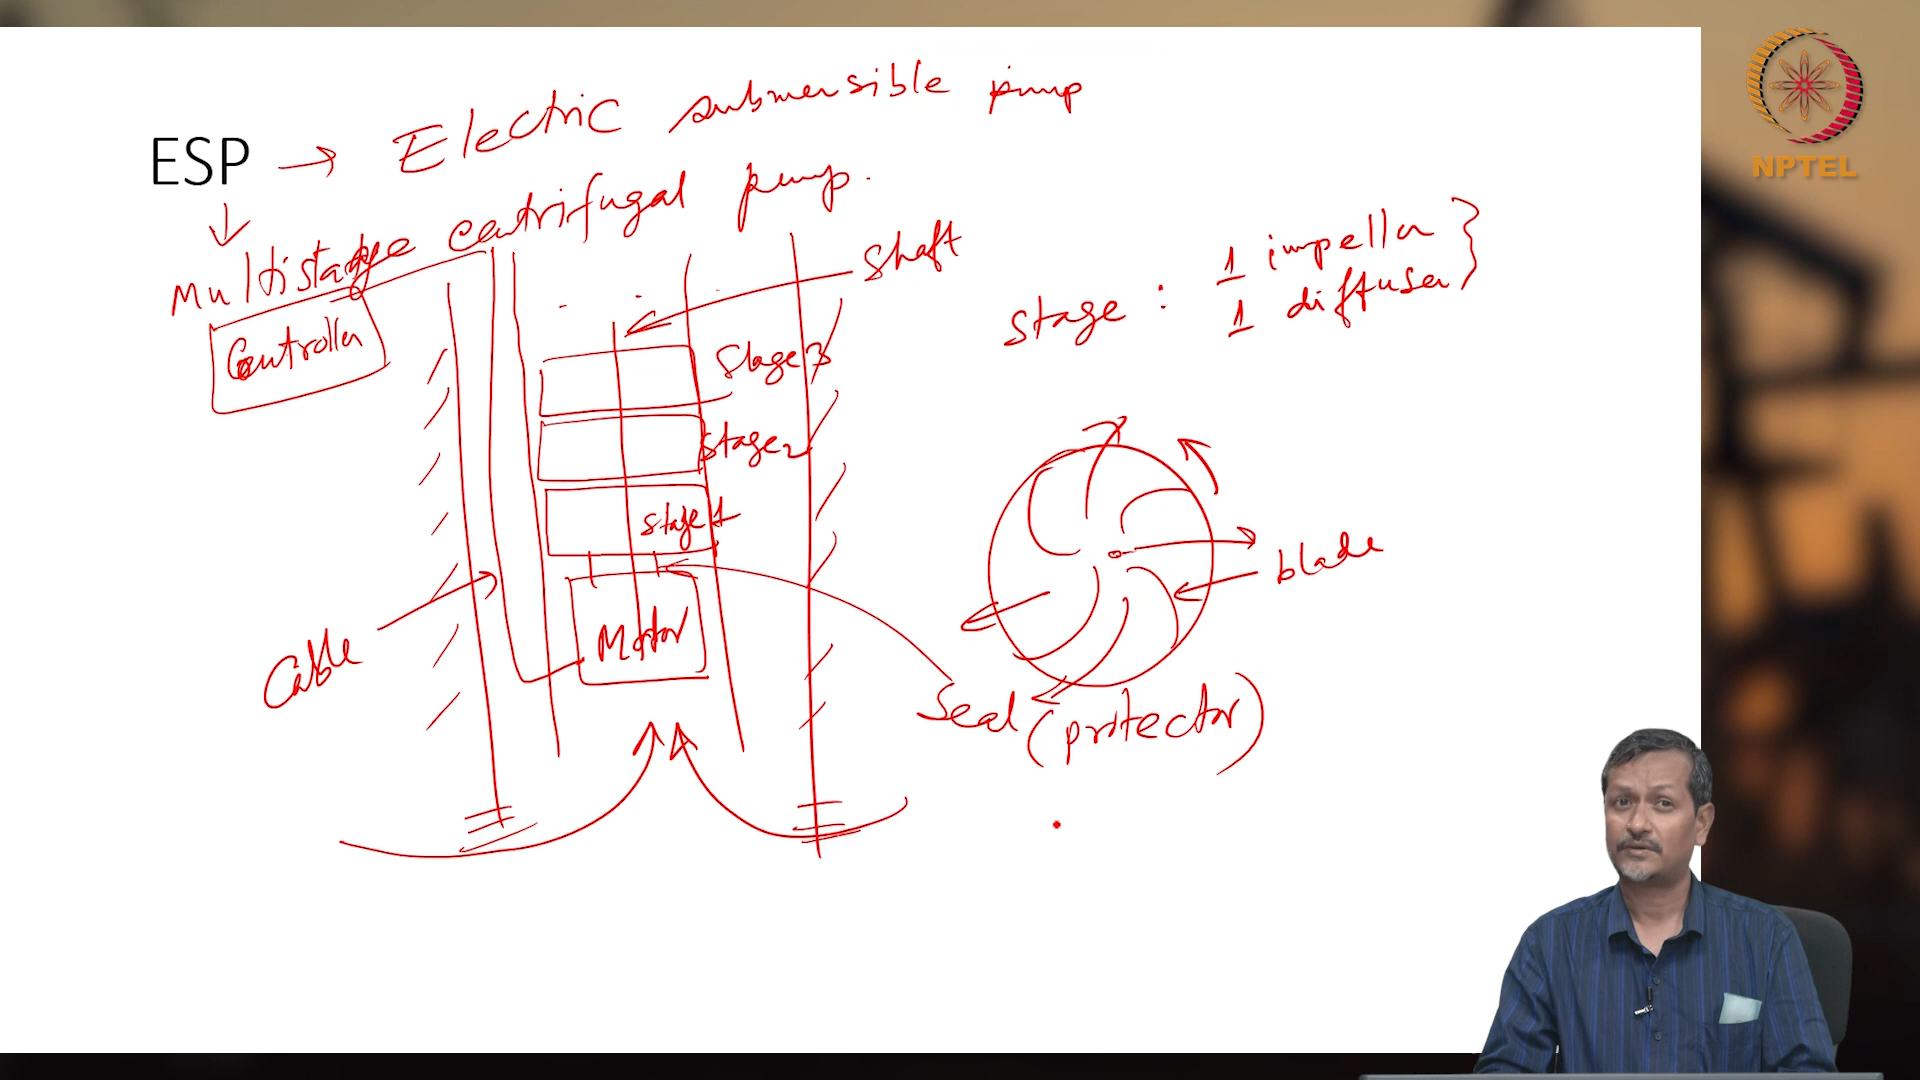 ESP → Electric submersible pump
Multistage centrifugal pump.
Controller
shaft
stage : 1 impeller
1 diffuser
Stage 3
Stage 2
Stage 1
Motor
Cable
blade
Seal (protector)
NPTEL